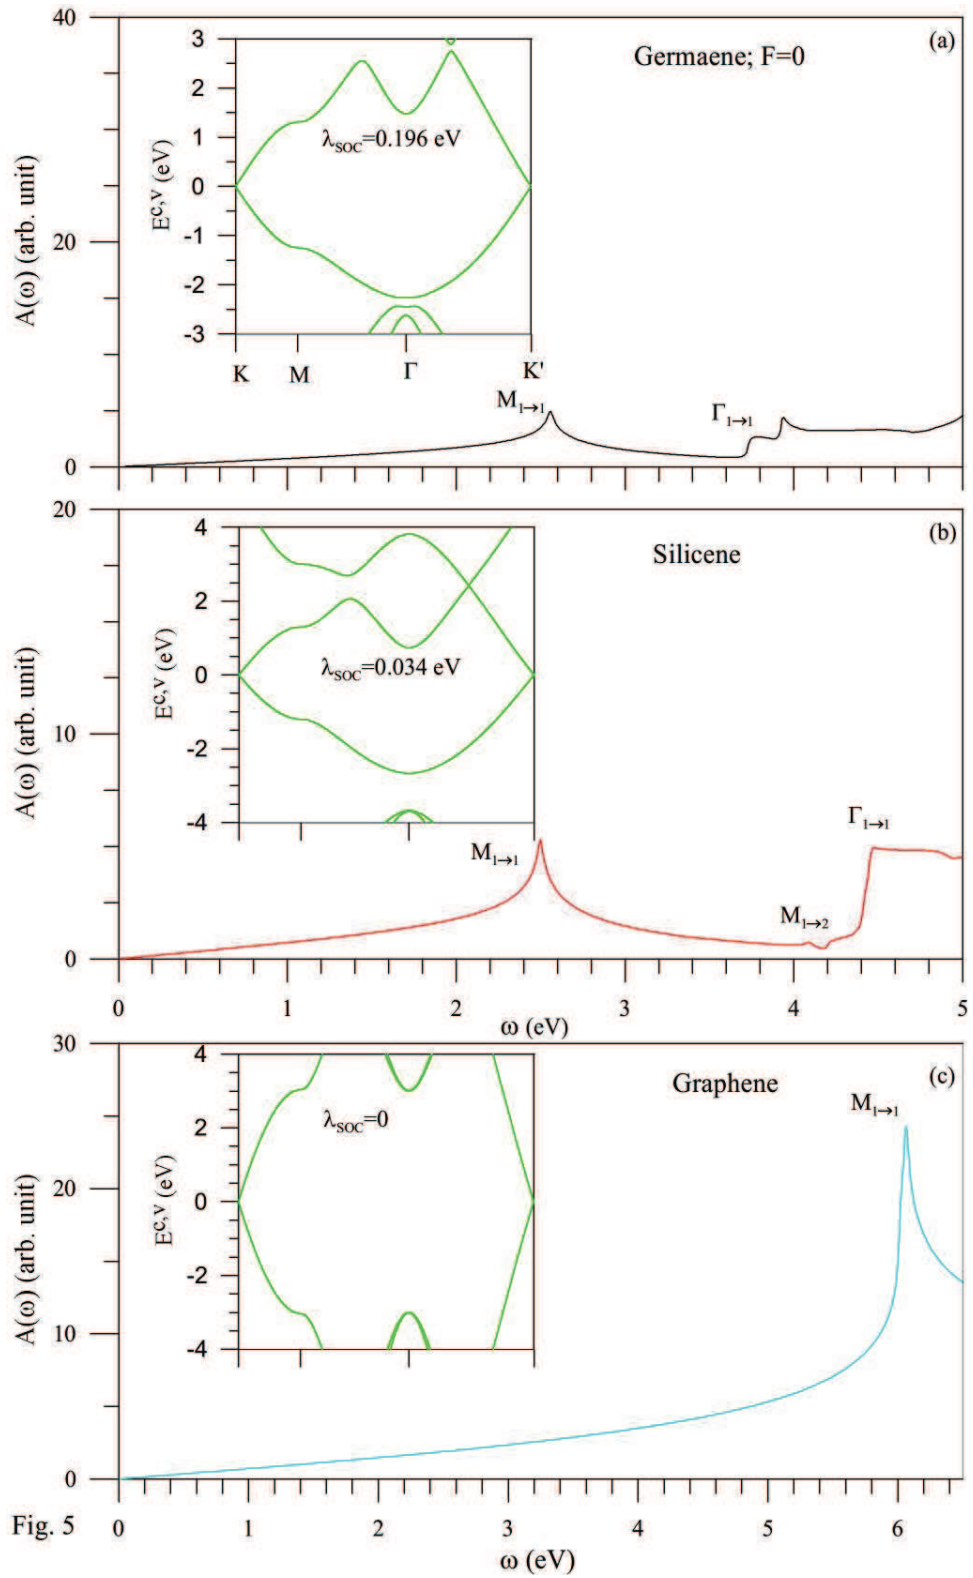 40
(a)
Germaene; F=0
20
0
A(ω) (arb. unit)
3
2
1
0
-1
-2
-3
E^c,v (eV)
λ_SOC=0.196 eV
K M Γ K'
M_1→1
Γ_1→1
20
(b)
Silicene
10
0
A(ω) (arb. unit)
4
2
0
-2
-4
E^c,v (eV)
λ_SOC=0.034 eV
M_1→1
M_1→2
Γ_1→1
0 1 2 3 4 5
ω (eV)
30
(c)
Graphene
20
10
0
A(ω) (arb. unit)
4
2
0
-2
-4
E^c,v (eV)
λ_SOC=0
M_1→1
0 1 2 3 4 5 6
ω (eV)
Fig. 5